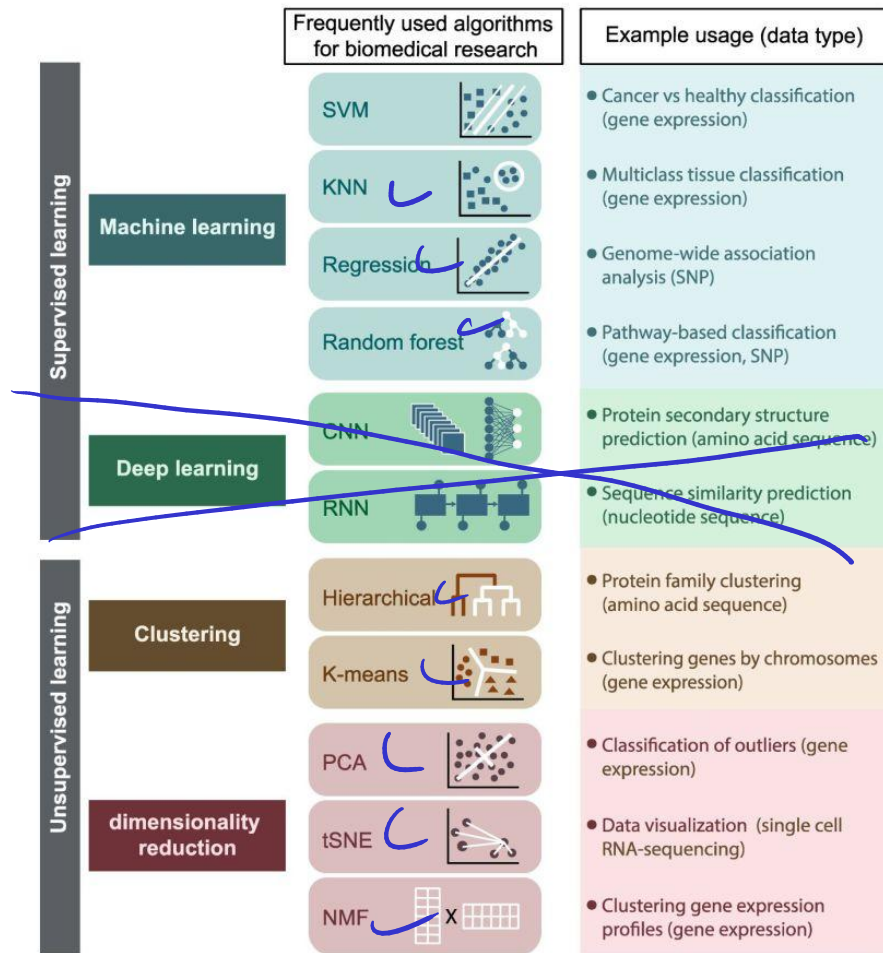 Frequently used algorithms
for biomedical research
Example usage (data type)
Supervised learning
Machine learning
SVM
• Cancer vs healthy classification
(gene expression)
KNN
• Multiclass tissue classification
(gene expression)
Regression
• Genome-wide association
analysis (SNP)
Random forest
• Pathway-based classification
(gene expression, SNP)
Deep learning
CNN
• Protein secondary structure
prediction (amino acid sequence)
RNN
• Sequence similarity prediction
(nucleotide sequence)
Unsupervised learning
Clustering
Hierarchical
• Protein family clustering
(amino acid sequence)
K-means
• Clustering genes by chromosomes
(gene expression)
dimensionality
reduction
PCA
• Classification of outliers (gene
expression)
tSNE
• Data visualization (single cell
RNA-sequencing)
NMF
X
• Clustering gene expression
profiles (gene expression)